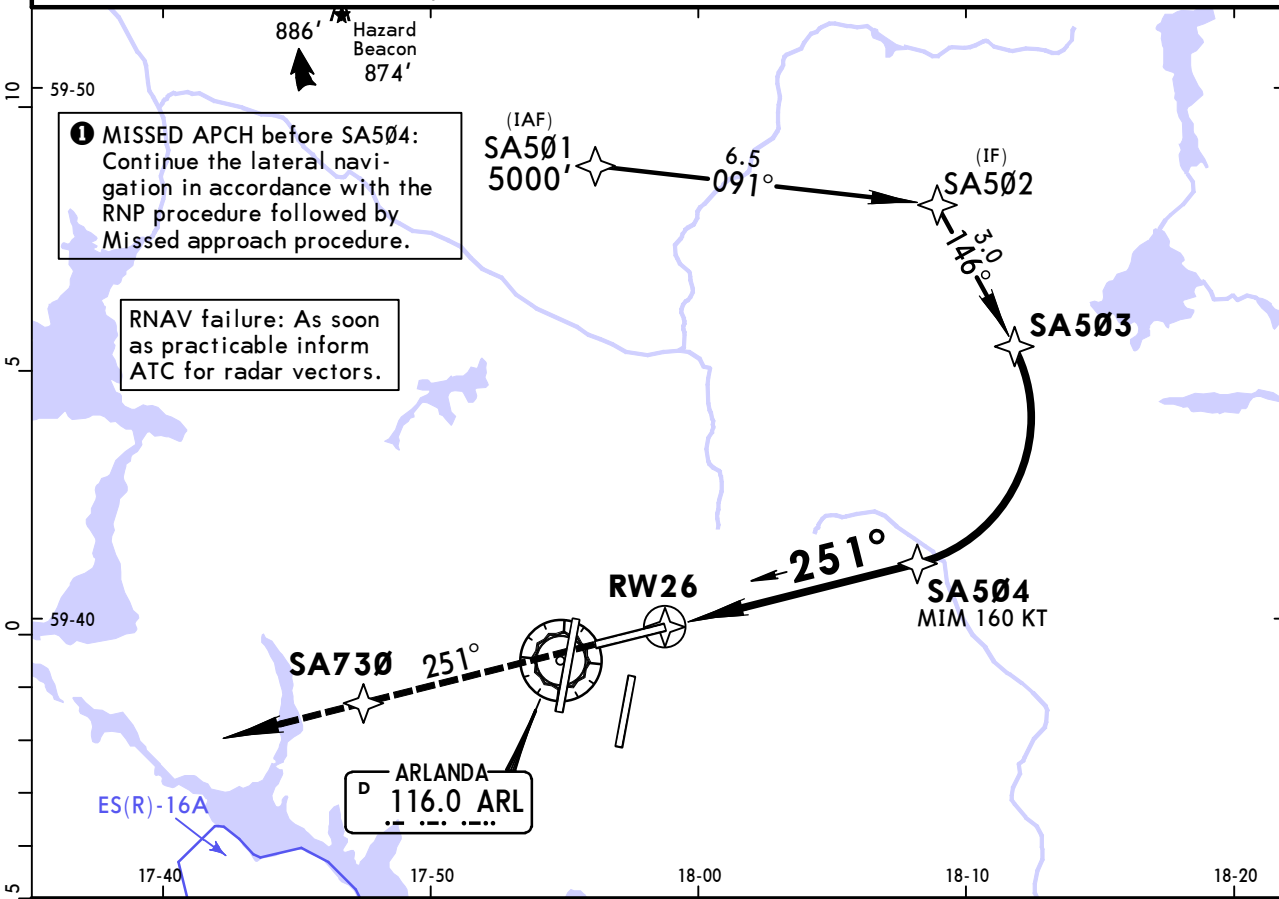 886'
Hazard
Beacon
874'
10
59-50
❶ MISSED APCH before SA5Ø4:
Continue the lateral navi-
gation in accordance with the
RNP procedure followed by
Missed approach procedure.
(IAF)
SA5Ø1
5000'
6.5
091°
(IF)
SA5Ø2
3.0
146°
RNAV failure: As soon
as practicable inform
ATC for radar vectors.
SA5Ø3
5
251°
RW26
SA5Ø4
MIM 160 KT
0
59-40
SA73Ø
251°
ARLANDA
D
116.0 ARL
ES(R)-16A
5
17-40
17-50
18-00
18-10
18-20